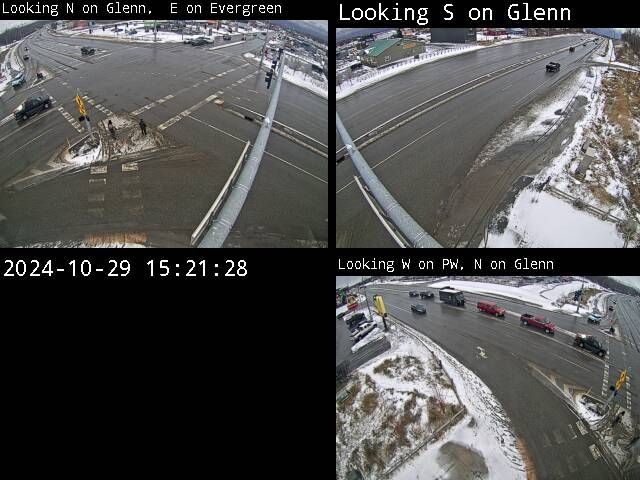 Looking N on Glenn, E on Evergreen
Looking S on Glenn
2024-10-29 15:21:28
Looking W on PW, N on Glenn